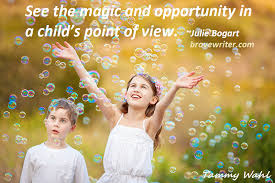 See the magic and opportunity in
a child's point of view. ~Julie Bogart
bravewriter.com
Tammy Wahl